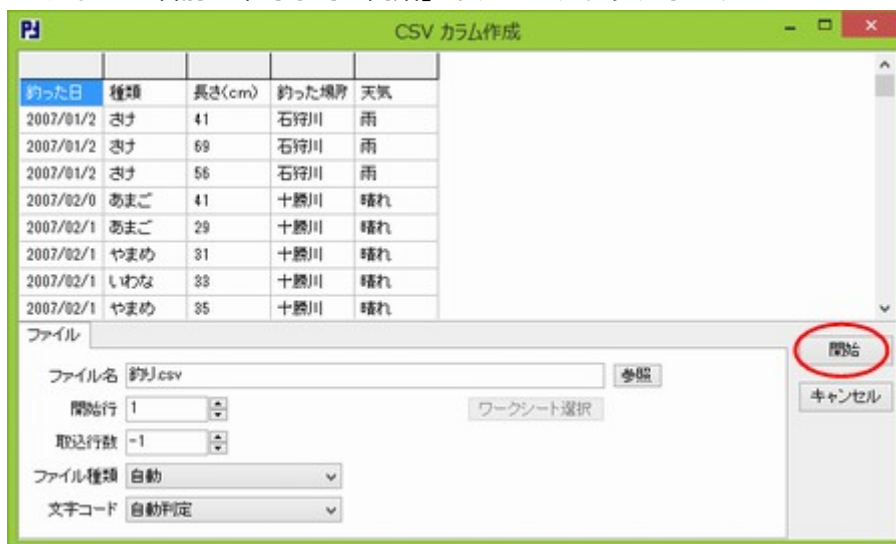 CSV カラム作成
釣った日 種類 長さ(cm) 釣った場所 天気
2007/01/2 さけ 41 石狩川 雨
2007/01/2 さけ 69 石狩川 雨
2007/01/2 さけ 56 石狩川 雨
2007/02/0 あまご 41 十勝川 晴れ
2007/02/1 あまご 29 十勝川 晴れ
2007/02/1 やまめ 31 十勝川 晴れ
2007/02/1 いわな 33 十勝川 晴れ
2007/02/1 やまめ 35 十勝川 晴れ
ファイル
開始
ファイル名 釣り.csv 参照
キャンセル
開始行 1 ワークシート選択
取込行数 -1
ファイル種類 自動
文字コード 自動判定